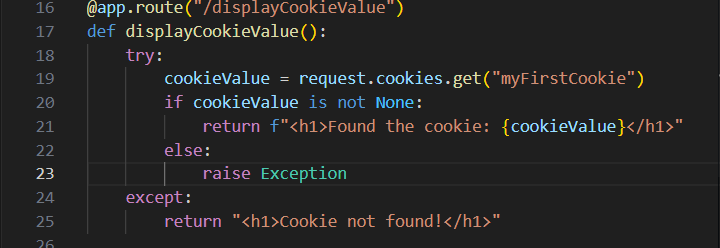 16 @app.route("/displayCookieValue")
17 def displayCookieValue():
18     try:
19         cookieValue = request.cookies.get("myFirstCookie")
20         if cookieValue is not None:
21             return f"<h1>Found the cookie: {cookieValue}</h1>"
22         else:
23             raise Exception
24     except:
25         return "<h1>Cookie not found!</h1>"
26